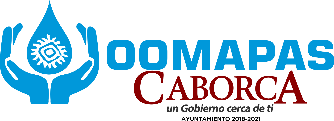 OOMAPAS
CABORCA
un Gobierno cerca de ti
AYUNTAMIENTO 2018-2021